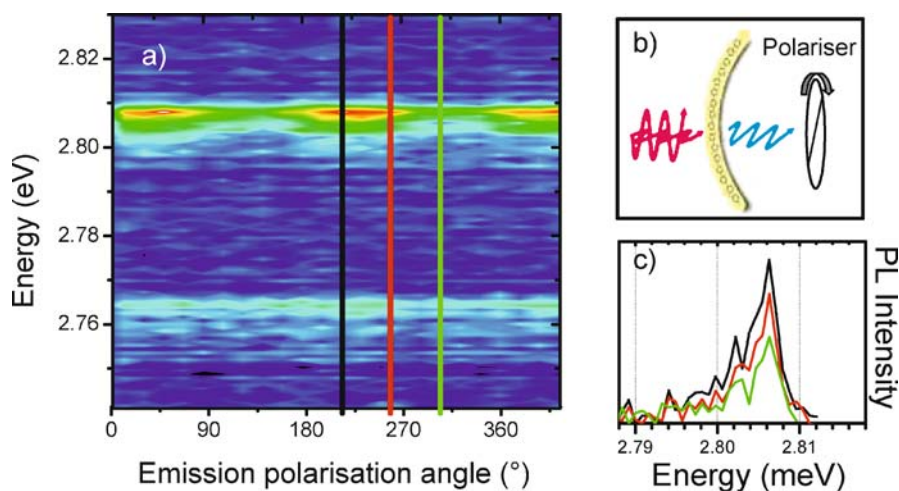 a)
2.82
2.80
2.78
2.76
Energy (eV)
0 90 180 270 360
Emission polarisation angle (°)
b)
Polariser
c)
PL Intensity
2.79 2.80 2.81
Energy (meV)